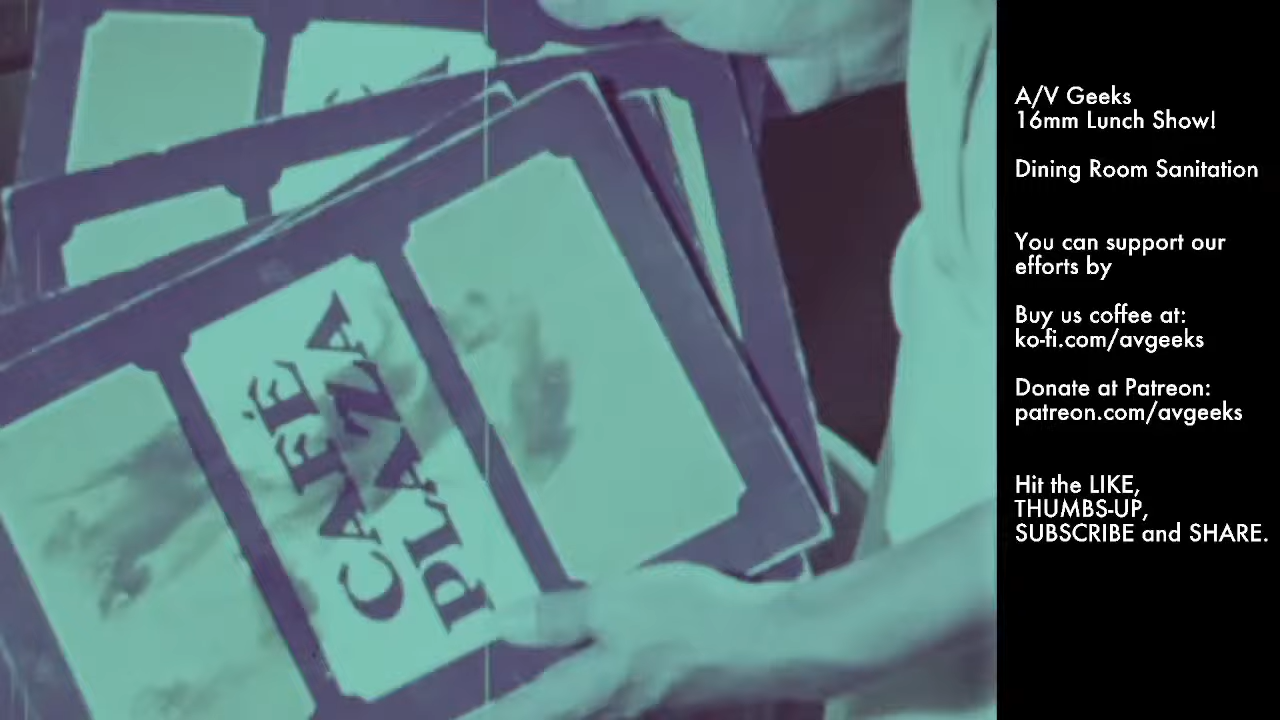 CAFÉ
PLAZA
A/V Geeks
16mm Lunch Show!
Dining Room Sanitation
You can support our
efforts by
Buy us coffee at:
ko-fi.com/avgeeks
Donate at Patreon:
patreon.com/avgeeks
Hit the LIKE,
THUMBS-UP,
SUBSCRIBE and SHARE.